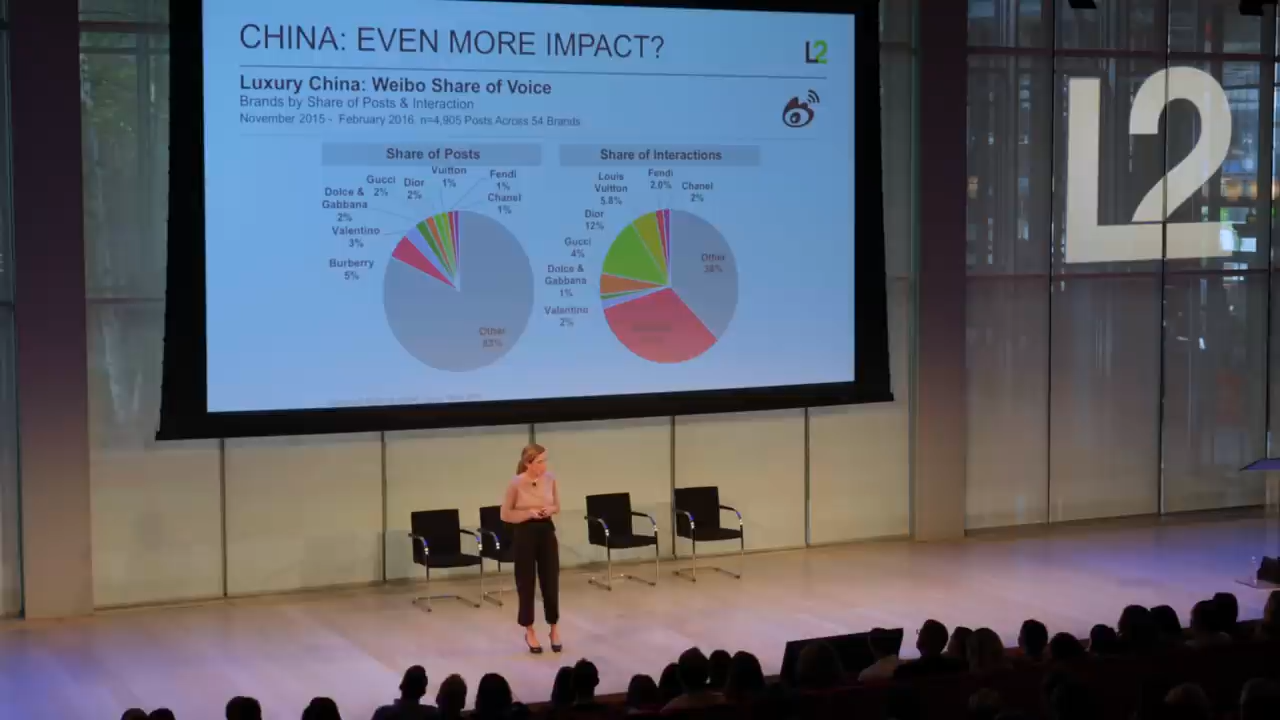 CHINA: EVEN MORE IMPACT?
L2
Luxury China: Weibo Share of Voice
Brands by Share of Posts & Interaction
November 2015 - February 2016 n=4,905 Posts Across 54 Brands
Share of Posts
Vuitton
1%
Fendi
1%
Gucci
2%
Dior
2%
Dolce &
Gabbana
2%
Chanel
1%
Valentino
3%
Burberry
5%
Other
Share of Interactions
Louis
Vuitton
5.8%
Fendi
2.0%
Chanel
2%
Dior
12%
Gucci
4%
Other
Dolce &
Gabbana
1%
Valentino
2%
L2